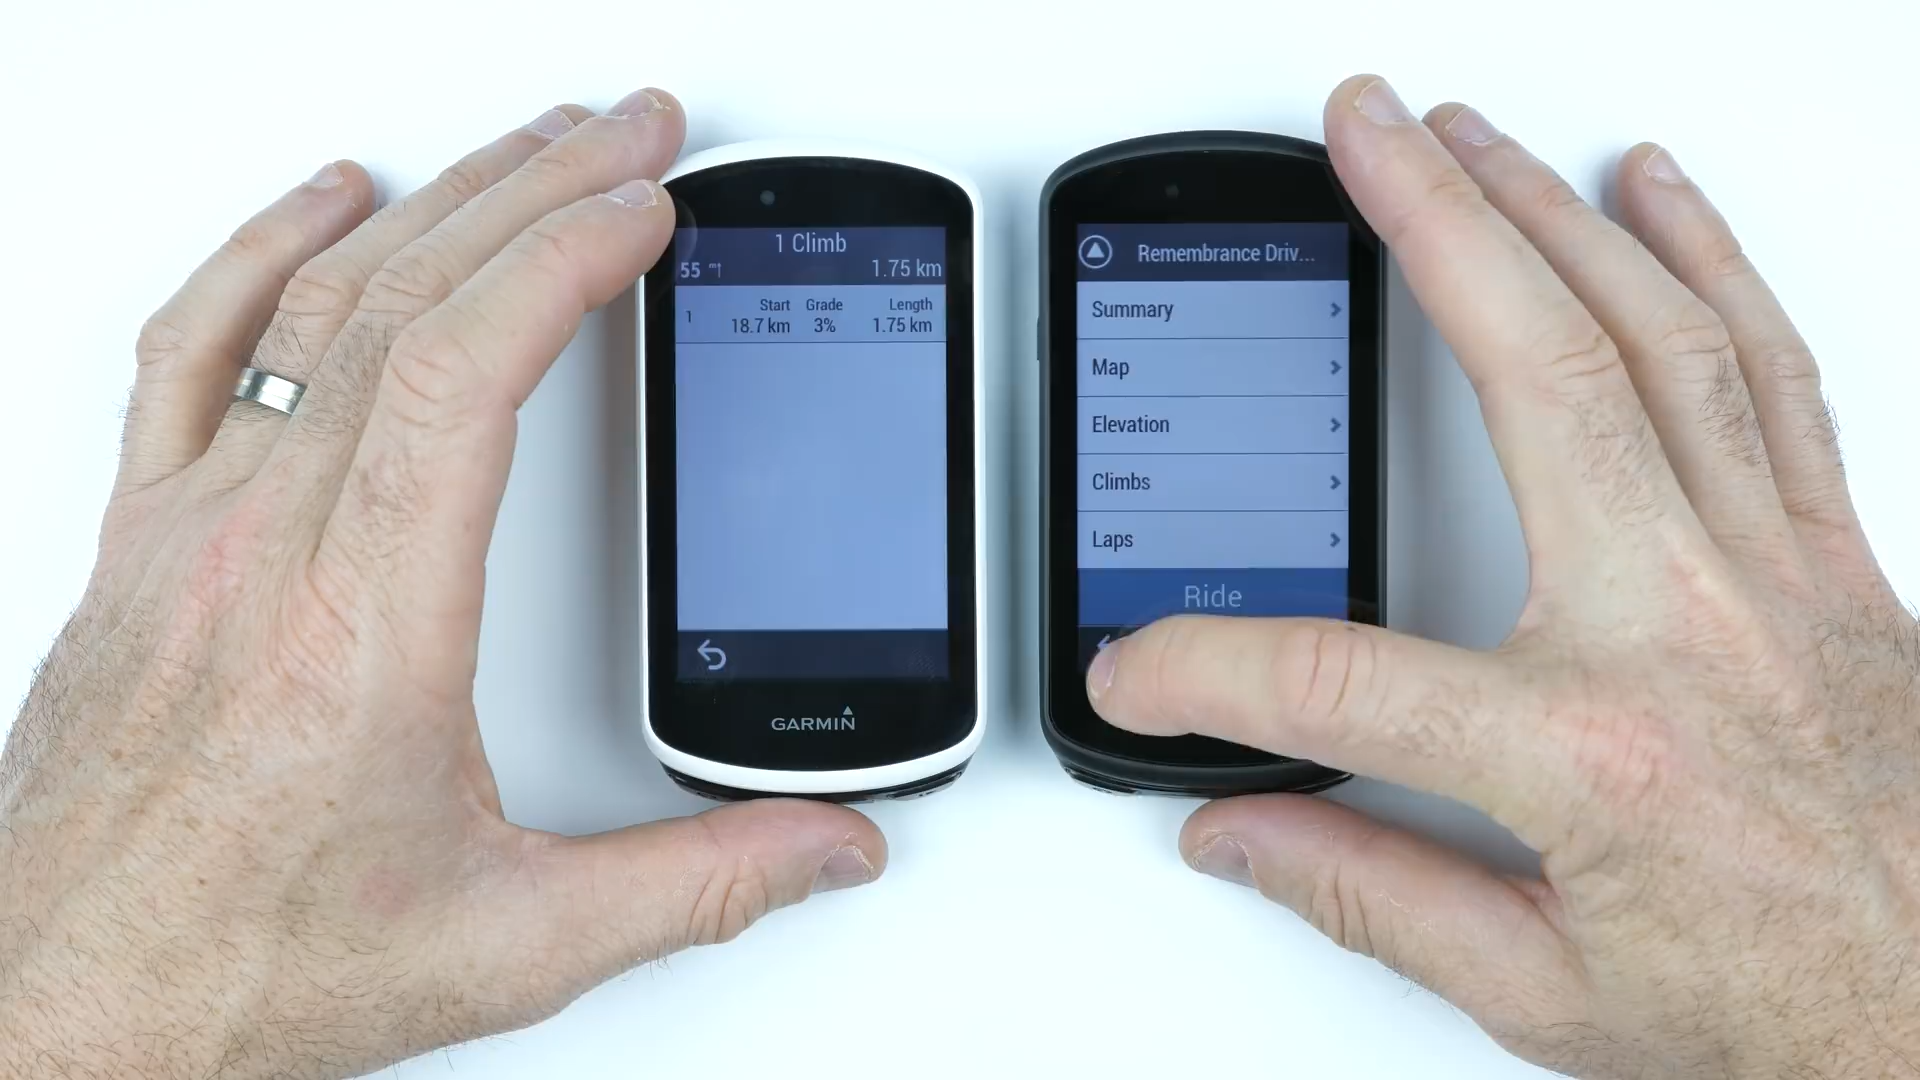 1 Climb
55 m↑ 1.75 km
Start Grade Length
1 18.7 km 3% 1.75 km
GARMIN
Remembrance Driv...
Summary
Map
Elevation
Climbs
Laps
Ride